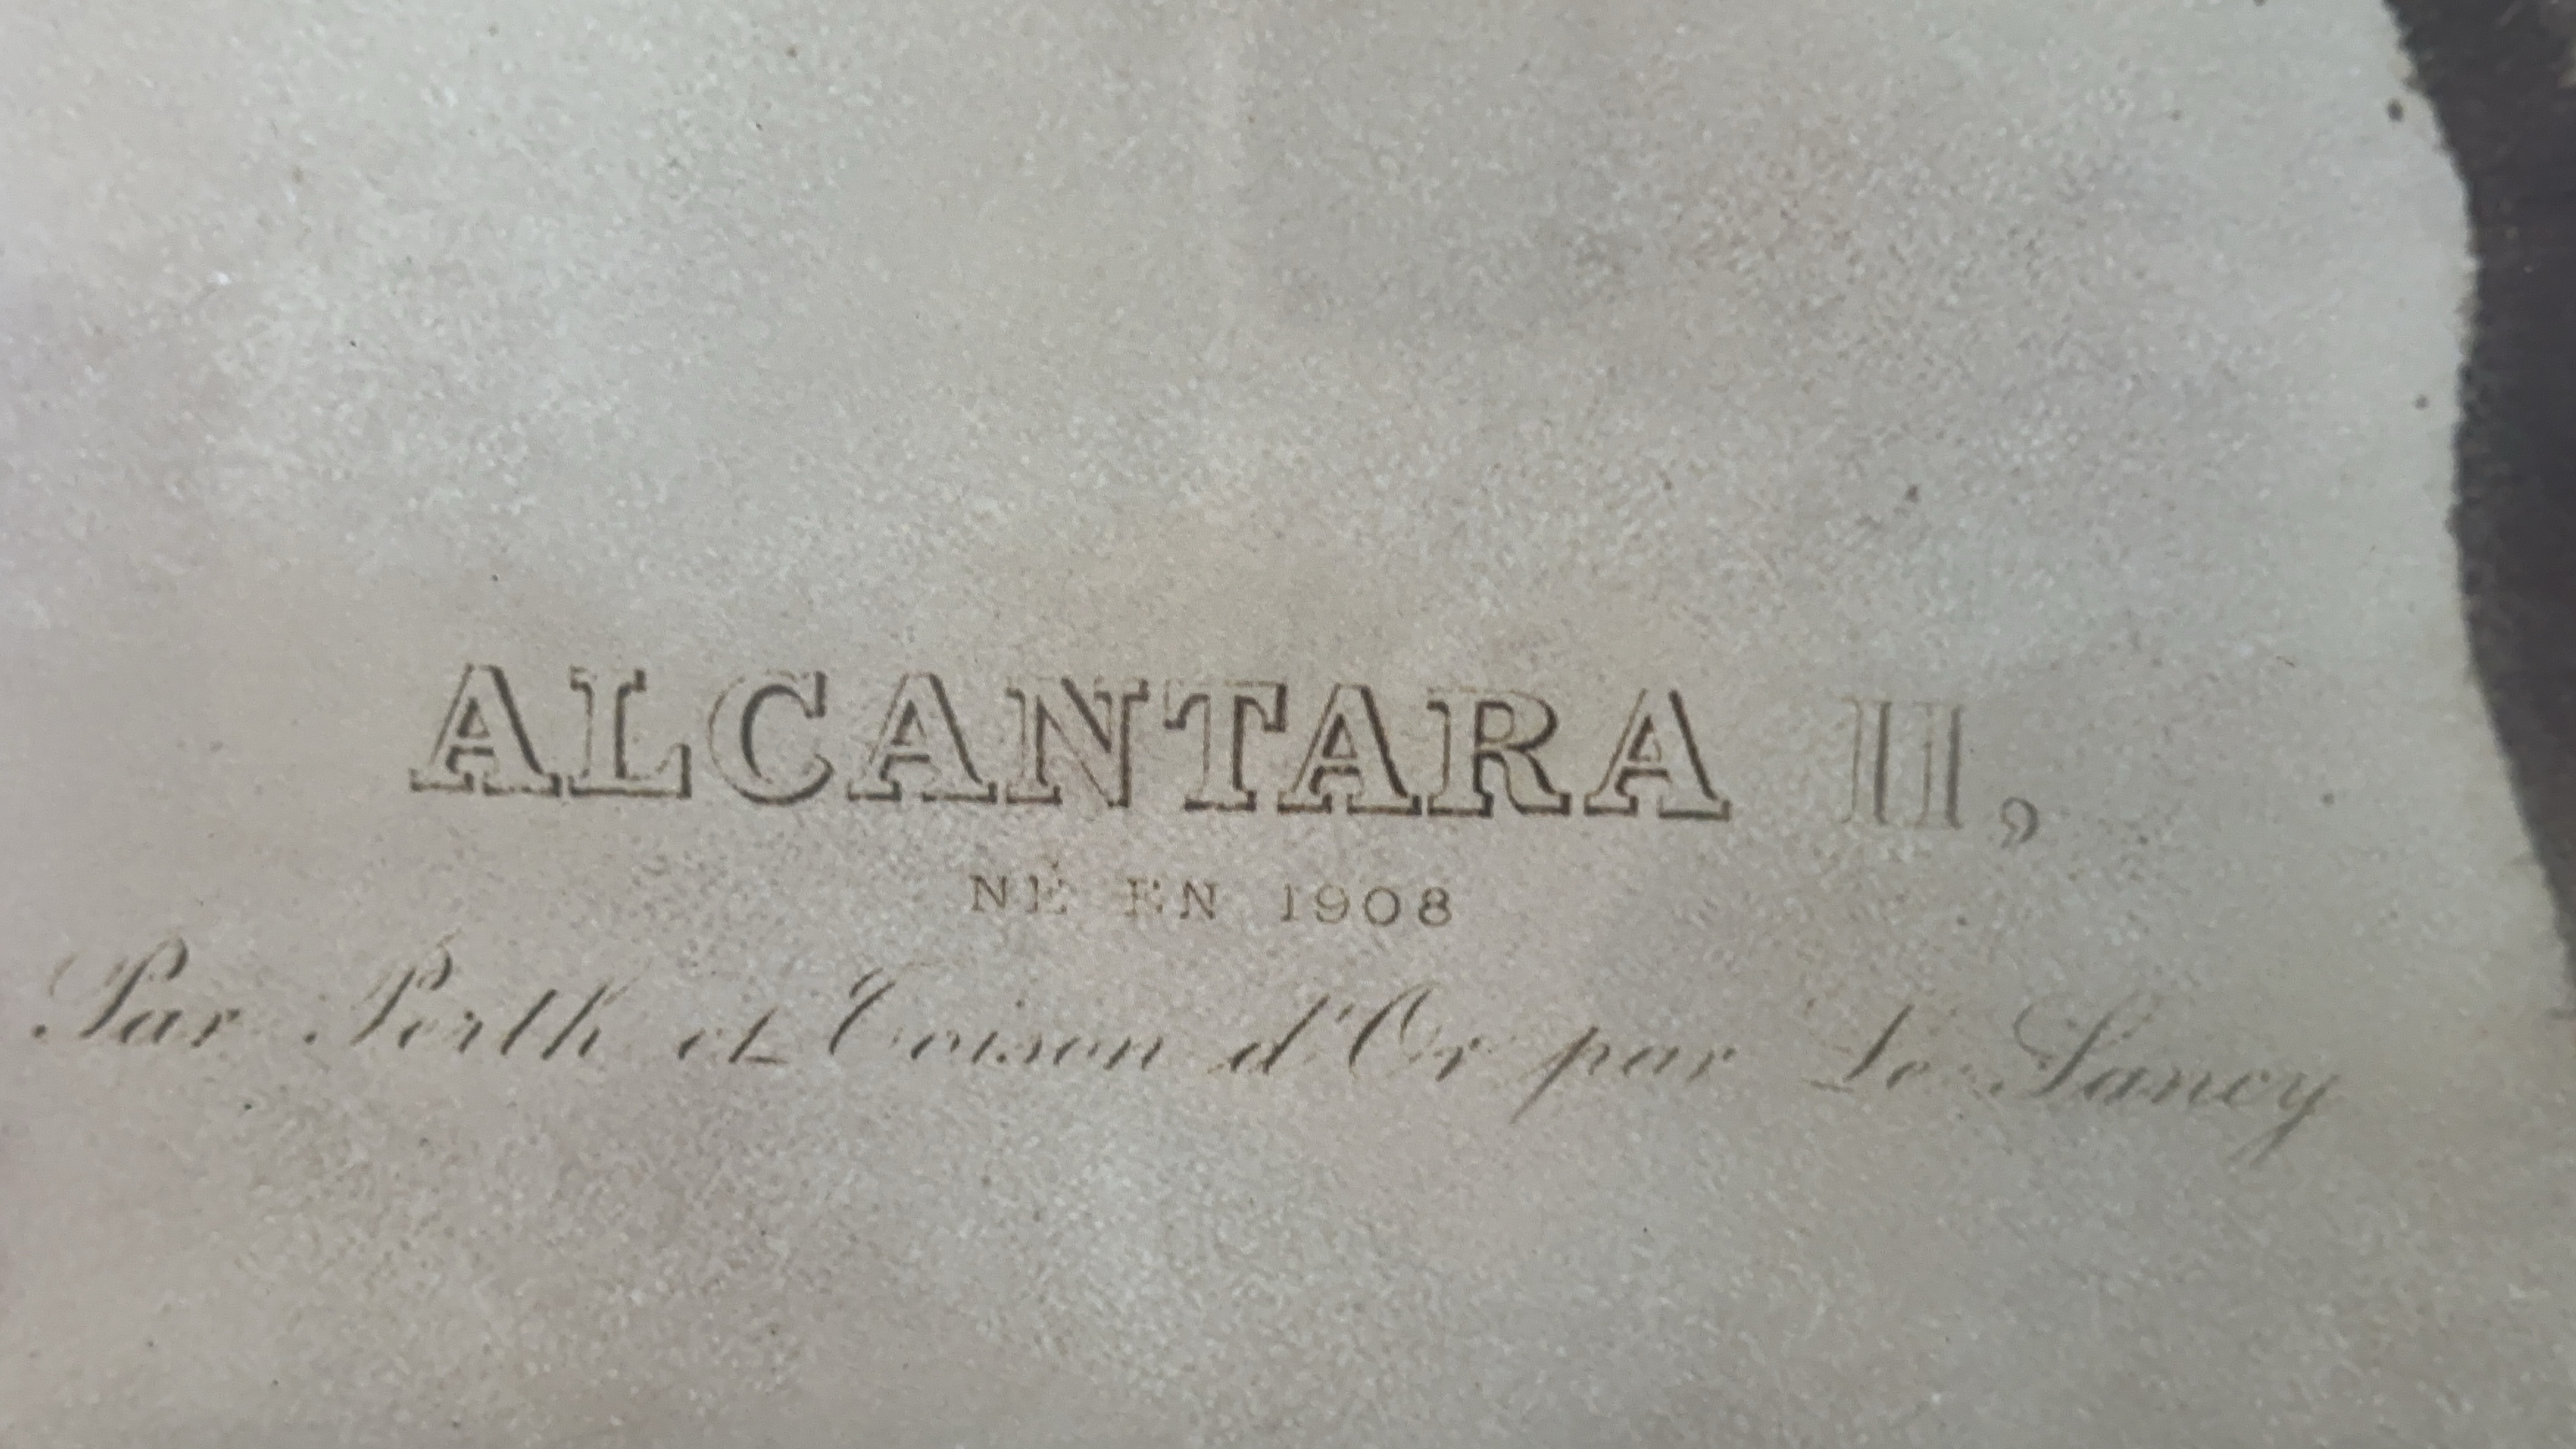 ALCANTARA II,
NÉ EN 1908
Par Perth et Toison d'Or par Le Sancy